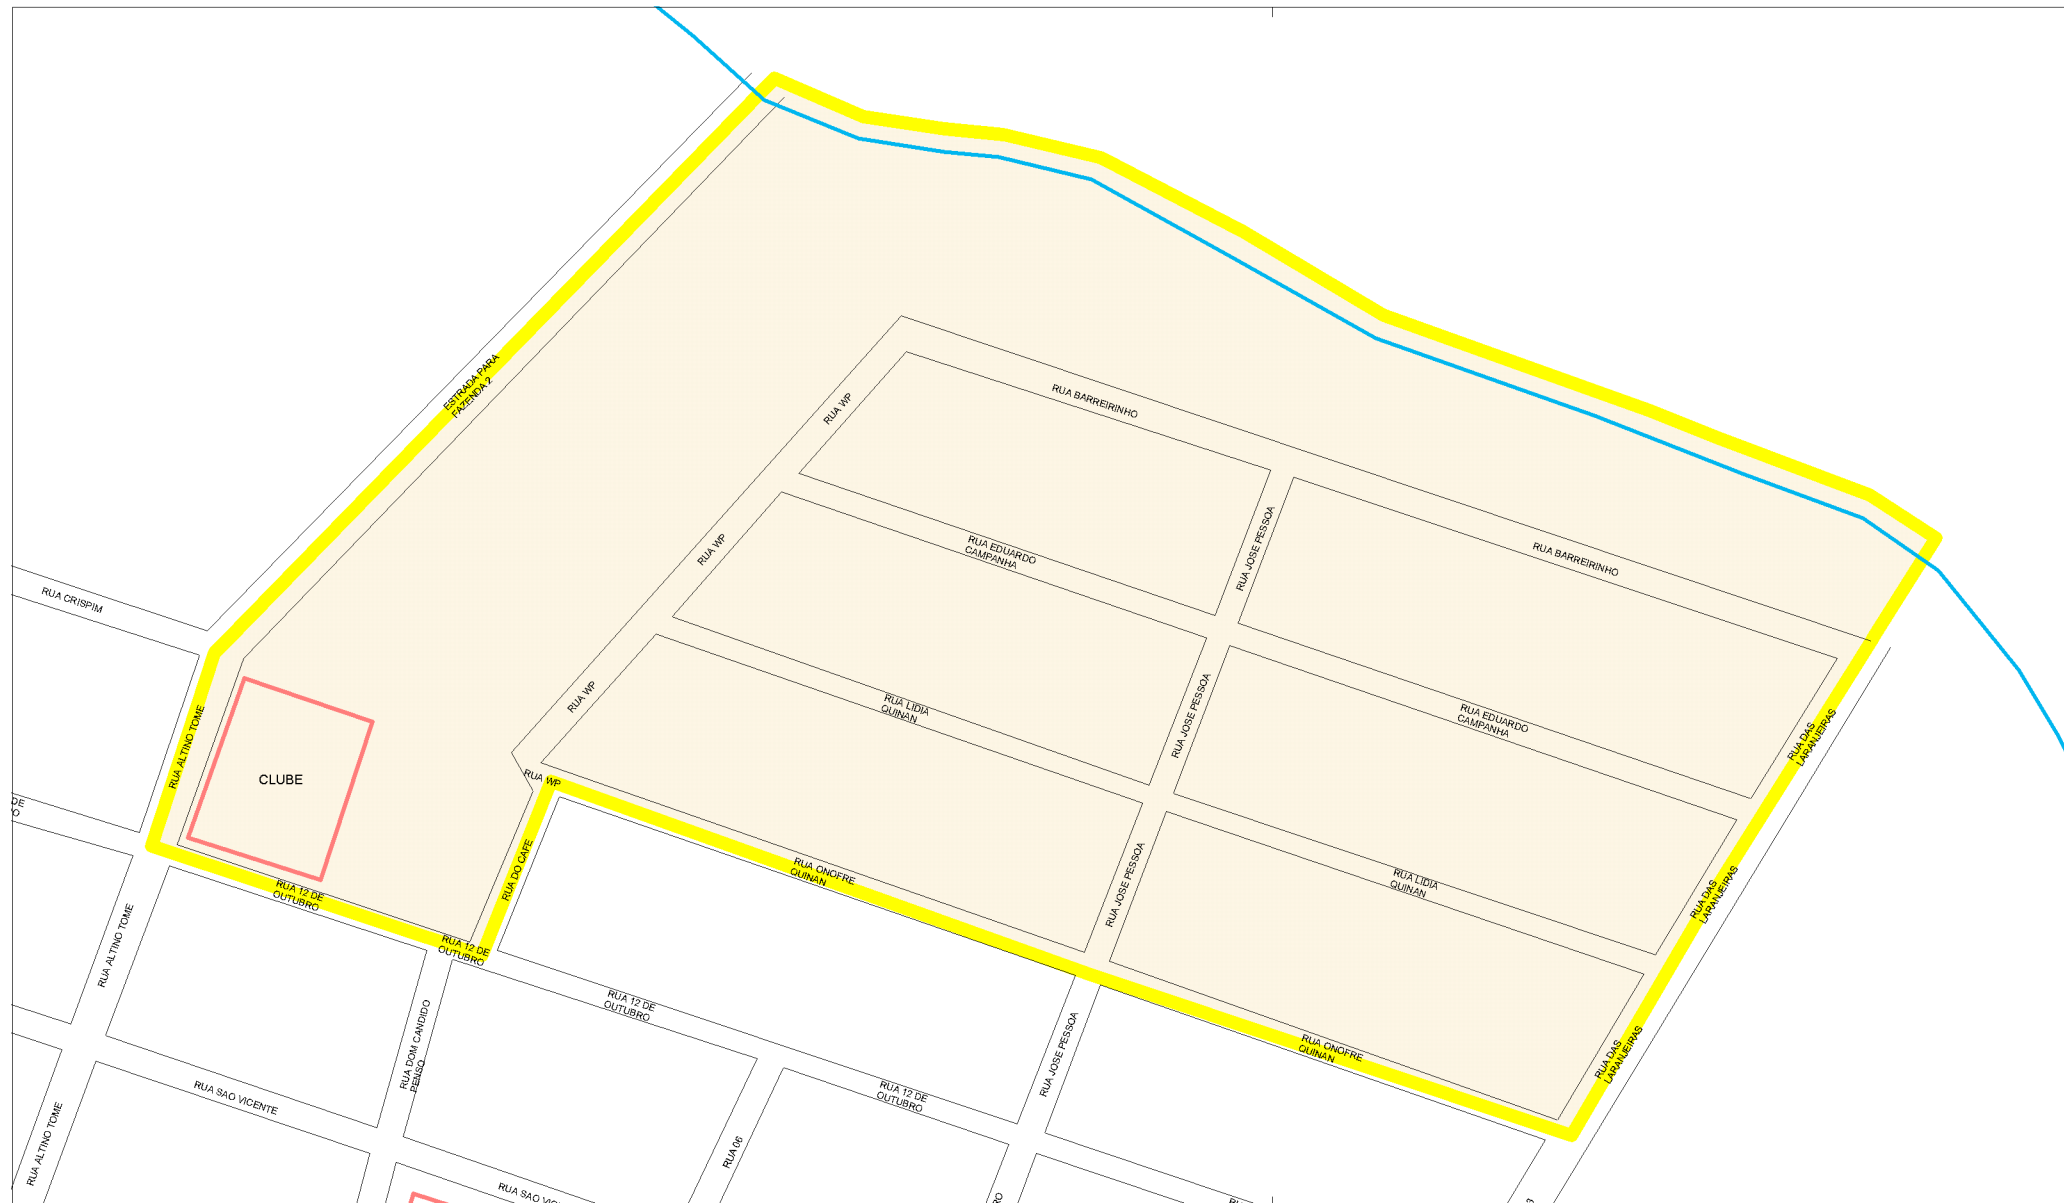 ESTRADA PARA
FAZENDA 2
RUA WP
RUA BARREIRINHO
RUA WP
RUA EDUARDO
CAMPANHA
RUA JOSE PESSOA
RUA BARREIRINHO
RUA CRISPIM
RUA WP
RUA LIDIA
QUINAN
RUA JOSE PESSOA
RUA EDUARDO
CAMPANHA
RUA DAS
LARANJEIRAS
RUA ALTINO TOME
CLUBE
RUA WP
DE
O
RUA DO CAFE
RUA ONOFRE
QUINAN
RUA JOSE PESSOA
RUA LIDIA
QUINAN
RUA DAS
LARANJEIRAS
RUA 12 DE
OUTUBRO
RUA ALTINO TOME
RUA 12 DE
OUTUBRO
RUA 12 DE
OUTUBRO
RUA DOM CANDIDO
PENSO
RUA JOSE PESSOA
RUA ONOFRE
QUINAN
RUA DAS
LARANJEIRAS
RUA SAO VICENTE
RUA 12 DE
OUTUBRO
RUA ALTINO TOME
RUA 06
RUA SAO VIC
RO